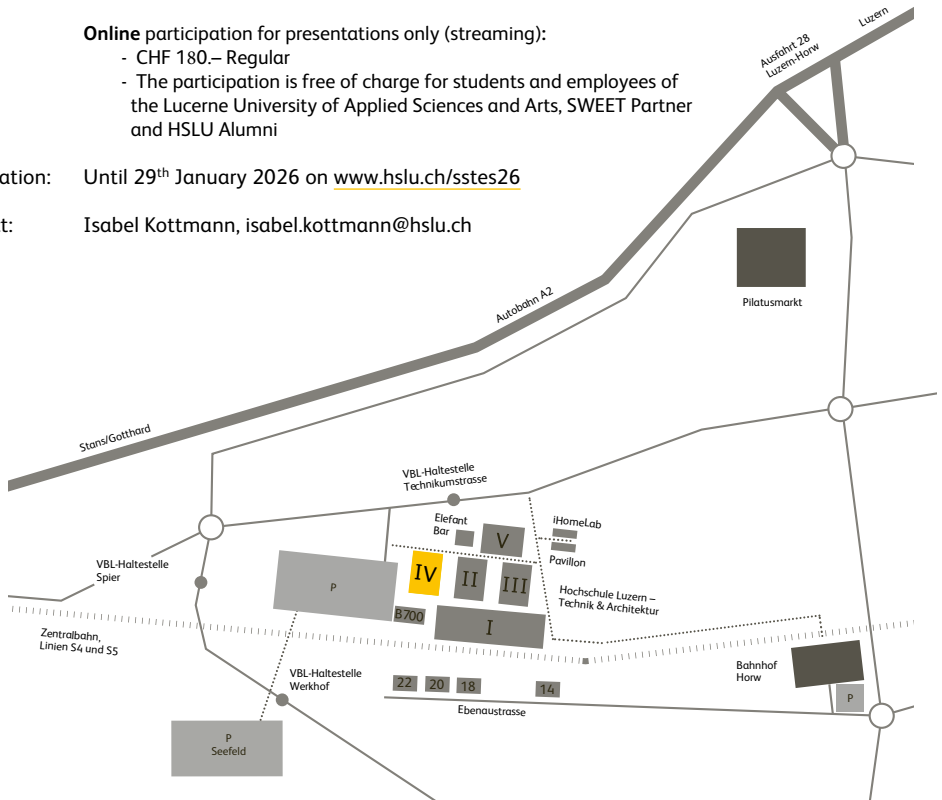 Online participation for presentations only (streaming):
- CHF 180.– Regular
- The participation is free of charge for students and employees of
the Lucerne University of Applied Sciences and Arts, SWEET Partner
and HSLU Alumni
ation: Until 29th January 2026 on www.hslu.ch/sstes26
t: Isabel Kottmann, isabel.kottmann@hslu.ch
Luzern
Ausfahrt 28
Luzern-Horw
Pilatusmarkt
Autobahn A2
Stans/Gotthard
VBL-Haltestelle
Technikumstrasse
Elefant
Bar
V
iHomeLab
Pavillon
VBL-Haltestelle
Spier
P
IV
II
III
Hochschule Luzern –
Technik & Architektur
B700
I
Zentralbahn,
Linien S4 und S5
Bahnhof
Horw
P
VBL-Haltestelle
Werkhof
22
20
18
14
Ebenaustrasse
P
Seefeld